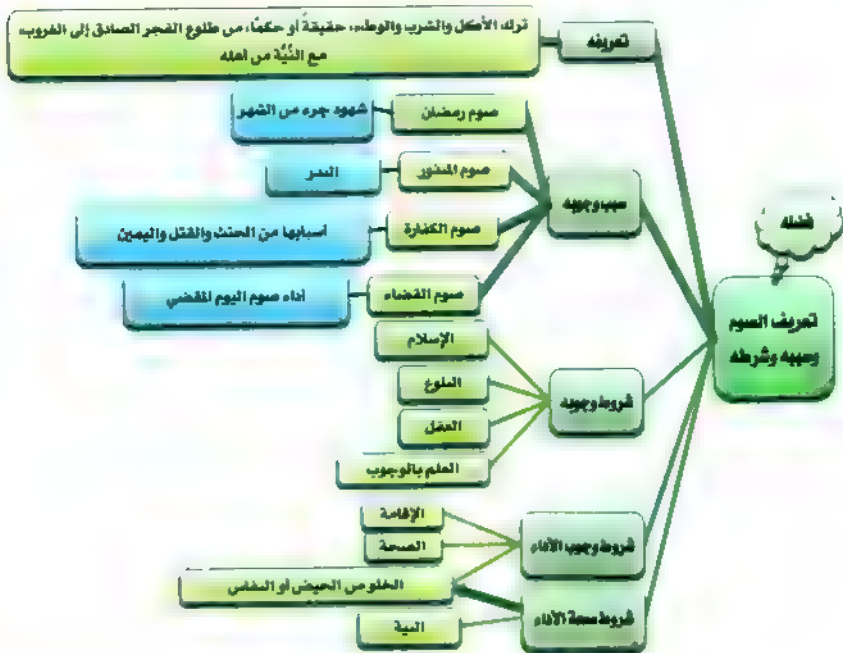 فضله
تعريف الصوم
وسببه وشرطه
تعريفه
ترك الأكل والشرب والوطء، حقيقةً أو حكمًا، من طلوع الفجر الصادق إلى الغروب،
مع النيَّة من أهله
سبب وجوبه
صوم رمضان
شهود جزء من الشهر
صوم المنذور
النذر
صوم الكفارة
أسبابها من الحنث والقتل واليمين
صوم القضاء
أداء صوم اليوم المقضي
شروط وجوبه
الإسلام
البلوغ
العقل
العلم بالوجوب
شروط وجوب الأداء
الإقامة
الصحة
الخلو من الحيض أو النفاس
شروط صحة الأداء
النية